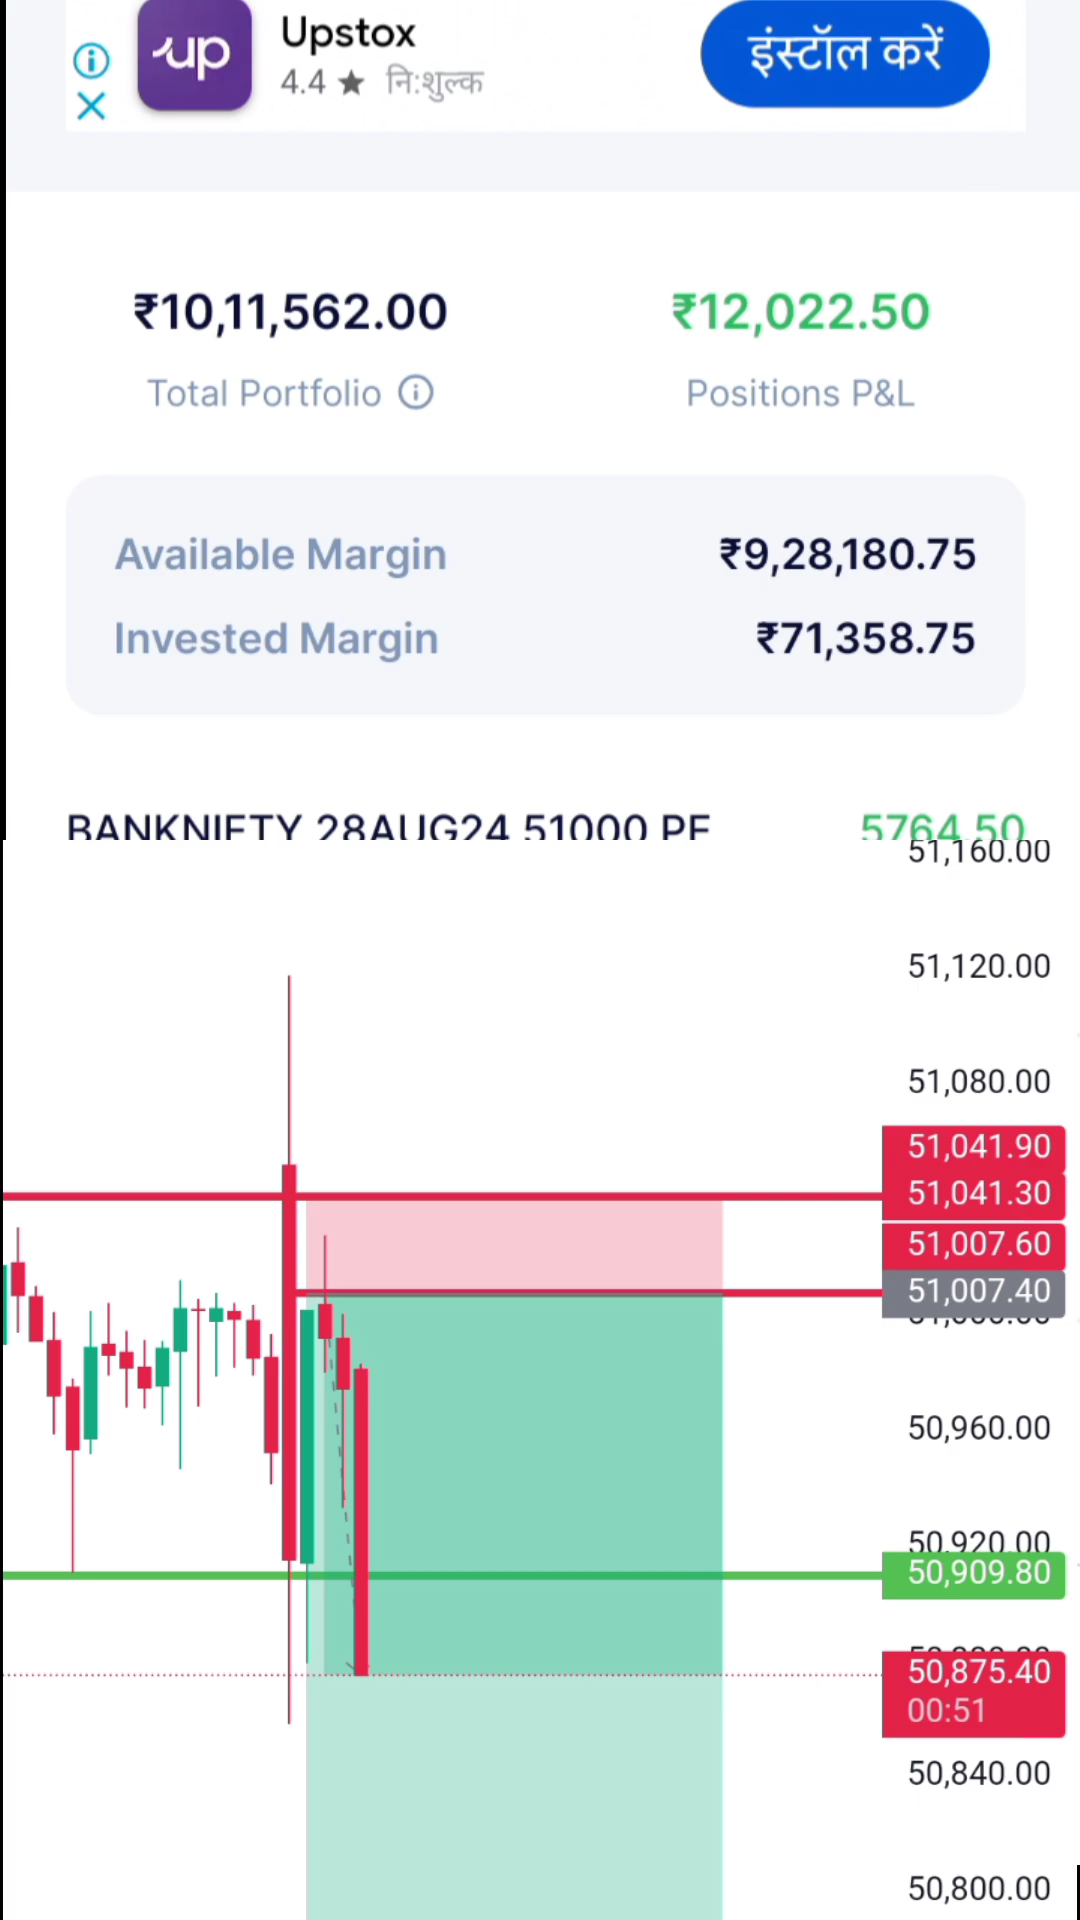 up
Upstox
4.4 ★ नि:शुल्क
इंस्टॉल करें
₹10,11,562.00
₹12,022.50
Total Portfolio
Positions P&L
Available Margin
₹9,28,180.75
Invested Margin
₹71,358.75
BANKNIFTY 28AUG24 51000 PE
5764.50
51,160.00
51,120.00
51,080.00
51,041.90
51,041.30
51,007.60
51,007.40
50,960.00
50,920.00
50,909.80
50,875.40
00:51
50,840.00
50,800.00